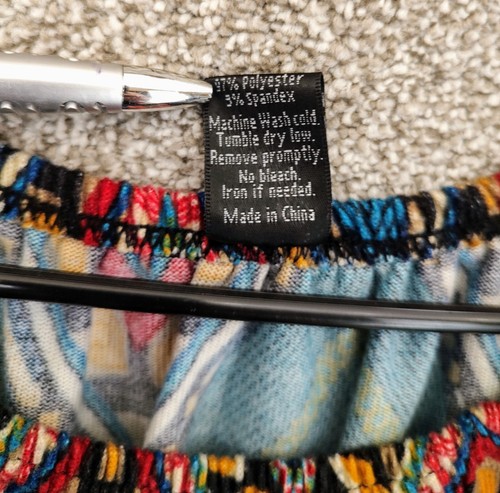 97% Polyester
3% Spandex
Machine Wash cold.
Tumble dry low.
Remove promptly.
No bleach.
Iron if needed.
Made in China